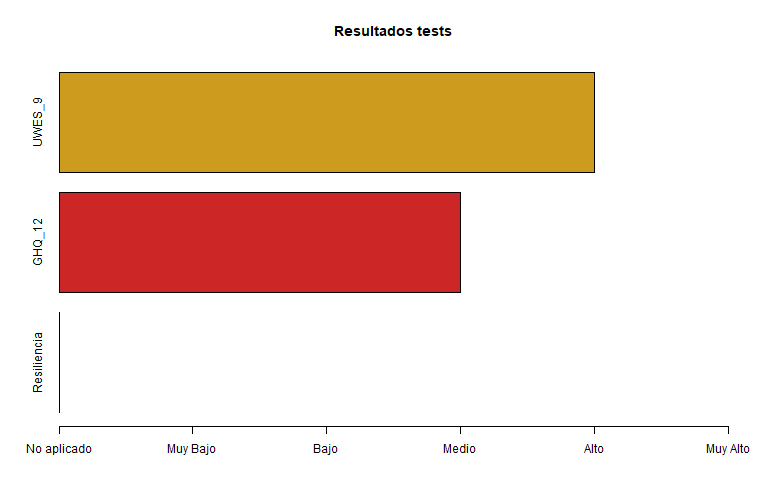 Resultados tests
UWES_9
GHQ_12
Resiliencia
No aplicado
Muy Bajo
Bajo
Medio
Alto
Muy Alto